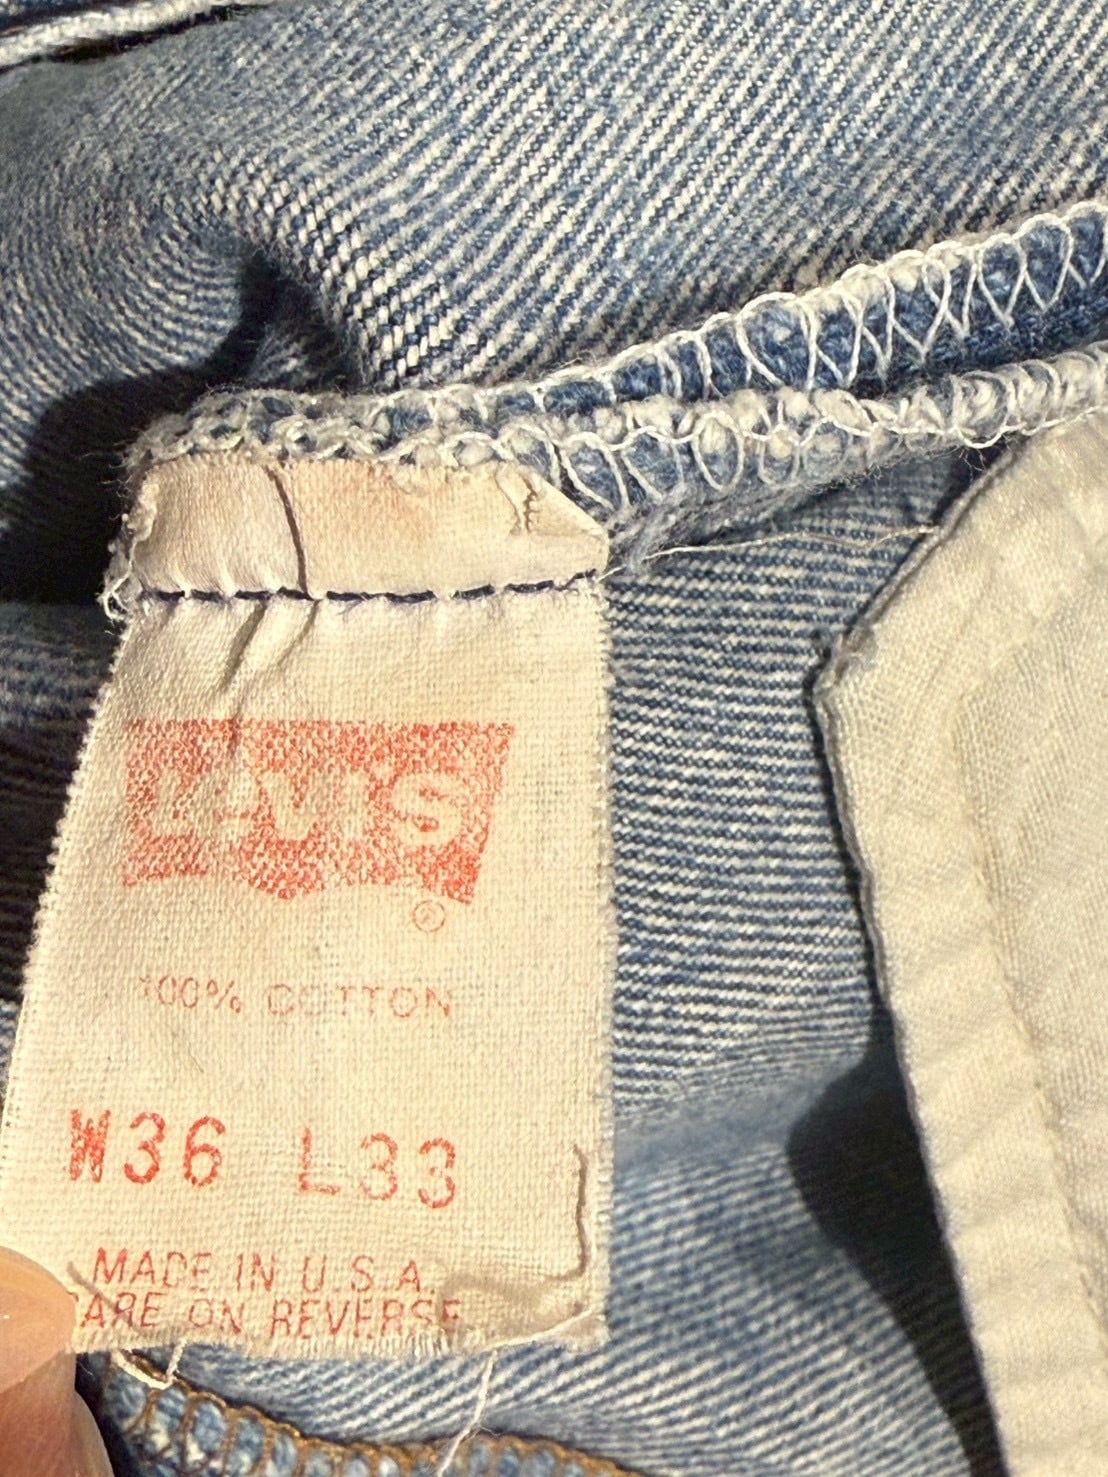 LEVI'S
®
100% COTTON
W36 L33
MADE IN U.S.A.
CARE ON REVERSE